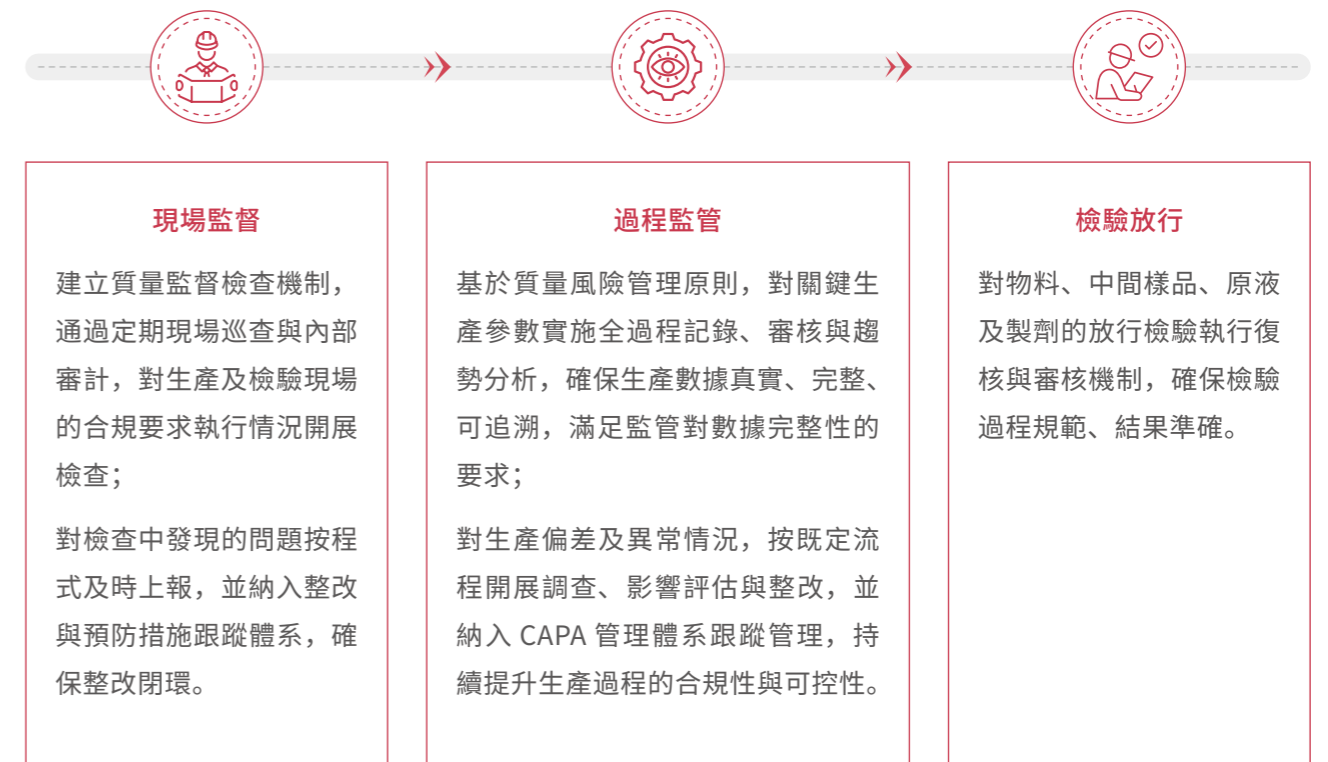 現場監督
建立質量監督檢查機制，
通過定期現場巡查與內部
審計，對生產及檢驗現場
的合規要求執行情況開展
檢查；
對檢查中發現的問題按程
式及時上報，並納入整改
與預防措施跟蹤體系，確
保整改閉環。
過程監管
基於質量風險管理原則，對關鍵生
產參數實施全過程記錄、審核與趨
勢分析，確保生產數據真實、完整、
可追溯，滿足監管對數據完整性的
要求；
對生產偏差及異常情況，按既定流
程開展調查、影響評估與整改，並
納入 CAPA 管理體系跟蹤管理，持
續提升生產過程的合規性與可控性。
檢驗放行
對物料、中間樣品、原液
及製劑的放行檢驗執行復
核與審核機制，確保檢驗
過程規範、結果準確。